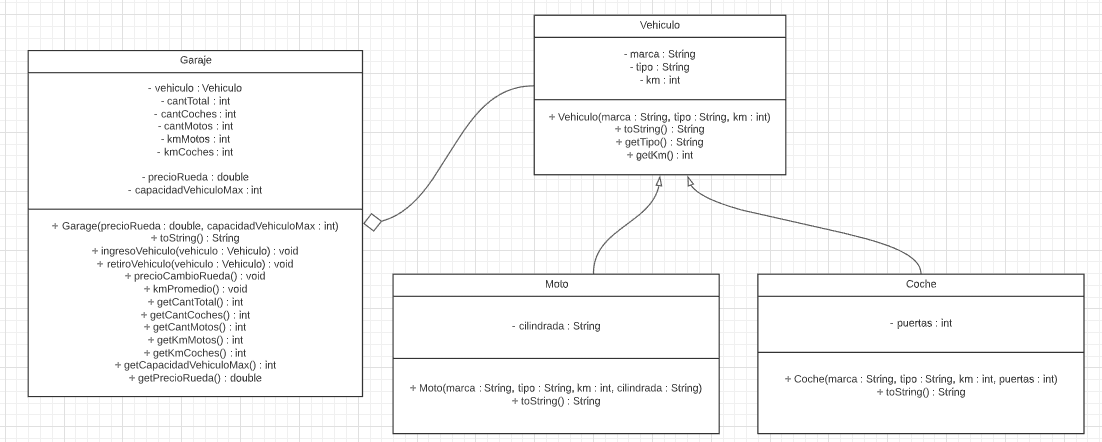 Garaje
- vehiculo : Vehiculo
- cantTotal : int
- cantCoches : int
- cantMotos : int
- kmMotos : int
- kmCoches : int
- precioRueda : double
- capacidadVehiculoMax : int
+ Garage(precioRueda : double, capacidadVehiculoMax : int)
+ toString() : String
+ ingresoVehiculo(vehiculo : Vehiculo) : void
+ retiroVehiculo(vehiculo : Vehiculo) : void
+ precioCambioRueda() : void
+ kmPromedio() : void
+ getCantTotal() : int
+ getCantCoches() : int
+ getCantMotos() : int
+ getKmMotos() : int
+ getKmCoches() : int
+ getCapacidadVehiculoMax() : int
+ getPrecioRueda() : double
Vehiculo
- marca : String
- tipo : String
- km : int
+ Vehiculo(marca : String, tipo : String, km : int)
+ toString() : String
+ getTipo() : String
+ getKm() : int
Moto
- cilindrada : String
+ Moto(marca : String, tipo : String, km : int, cilindrada : String)
+ toString() : String
Coche
- puertas : int
+ Coche(marca : String, tipo : String, km : int, puertas : int)
+ toString() : String